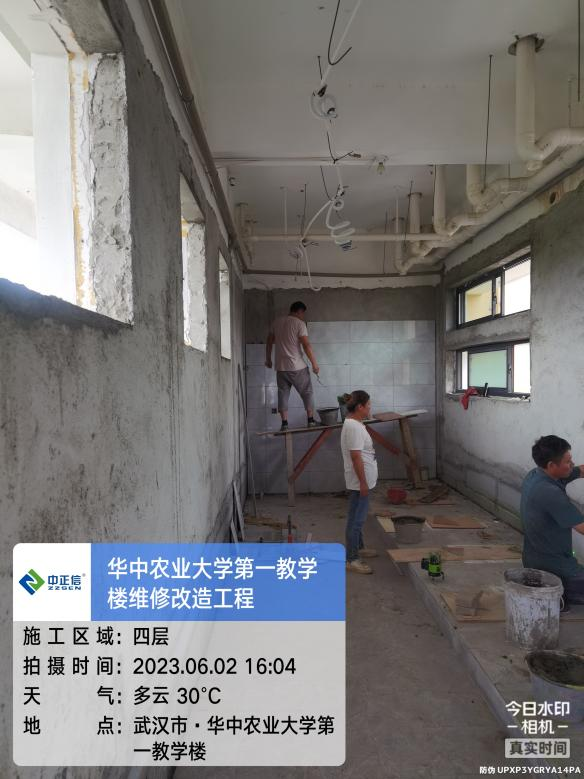 中正信
ZZSEN
华中农业大学第一教学
楼维修改造工程
施工区域：四层
拍摄时间：2023.06.02 16:04
天气：多云 30℃
地点：武汉市·华中农业大学第
一教学楼
今日水印
相机
真实时间
防伪 UPXP3YGRYA14PA